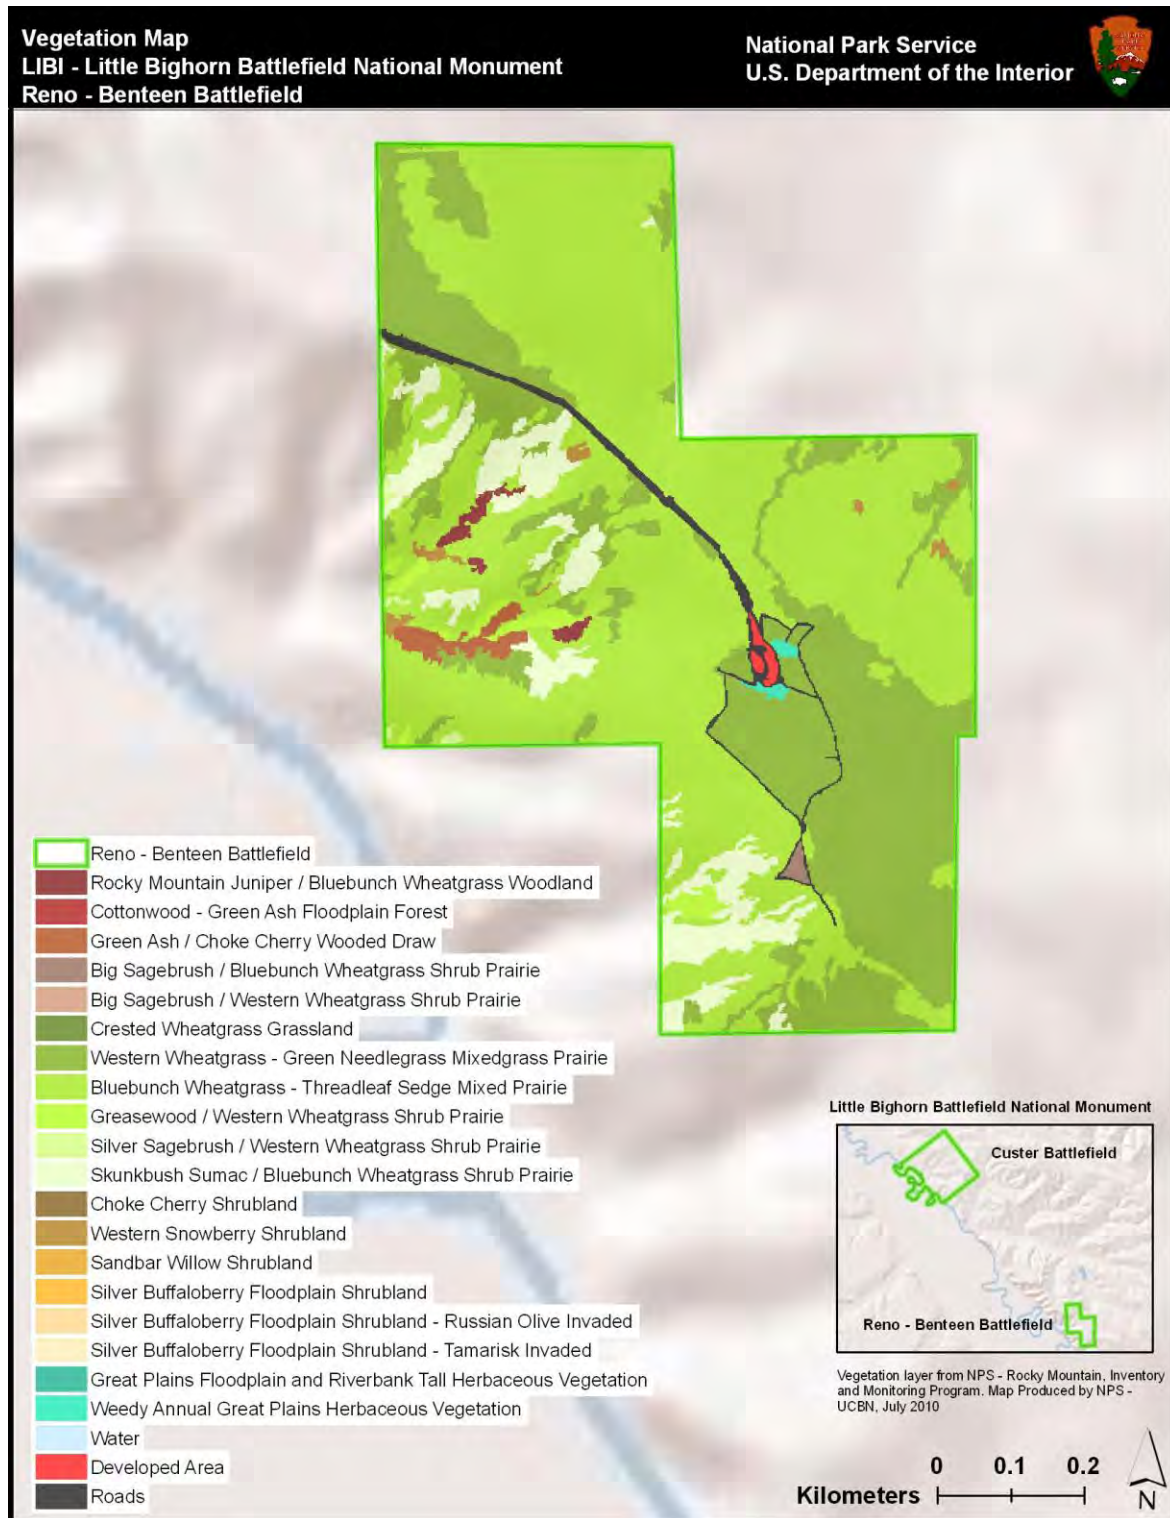 Vegetation Map
LIBI - Little Bighorn Battlefield National Monument
Reno - Benteen Battlefield
National Park Service
U.S. Department of the Interior
Reno - Benteen Battlefield
Rocky Mountain Juniper / Bluebunch Wheatgrass Woodland
Cottonwood - Green Ash Floodplain Forest
Green Ash / Choke Cherry Wooded Draw
Big Sagebrush / Bluebunch Wheatgrass Shrub Prairie
Big Sagebrush / Western Wheatgrass Shrub Prairie
Crested Wheatgrass Grassland
Western Wheatgrass - Green Needlegrass Mixedgrass Prairie
Bluebunch Wheatgrass - Threadleaf Sedge Mixed Prairie
Greasewood / Western Wheatgrass Shrub Prairie
Silver Sagebrush / Western Wheatgrass Shrub Prairie
Skunkbush Sumac / Bluebunch Wheatgrass Shrub Prairie
Choke Cherry Shrubland
Western Snowberry Shrubland
Sandbar Willow Shrubland
Silver Buffaloberry Floodplain Shrubland
Silver Buffaloberry Floodplain Shrubland - Russian Olive Invaded
Silver Buffaloberry Floodplain Shrubland - Tamarisk Invaded
Great Plains Floodplain and Riverbank Tall Herbaceous Vegetation
Weedy Annual Great Plains Herbaceous Vegetation
Water
Developed Area
Roads
Little Bighorn Battlefield National Monument
Custer Battlefield
Reno - Benteen Battlefield
Vegetation layer from NPS - Rocky Mountain, Inventory
and Monitoring Program. Map Produced by NPS -
UCBN, July 2010
0 0.1 0.2
Kilometers
N